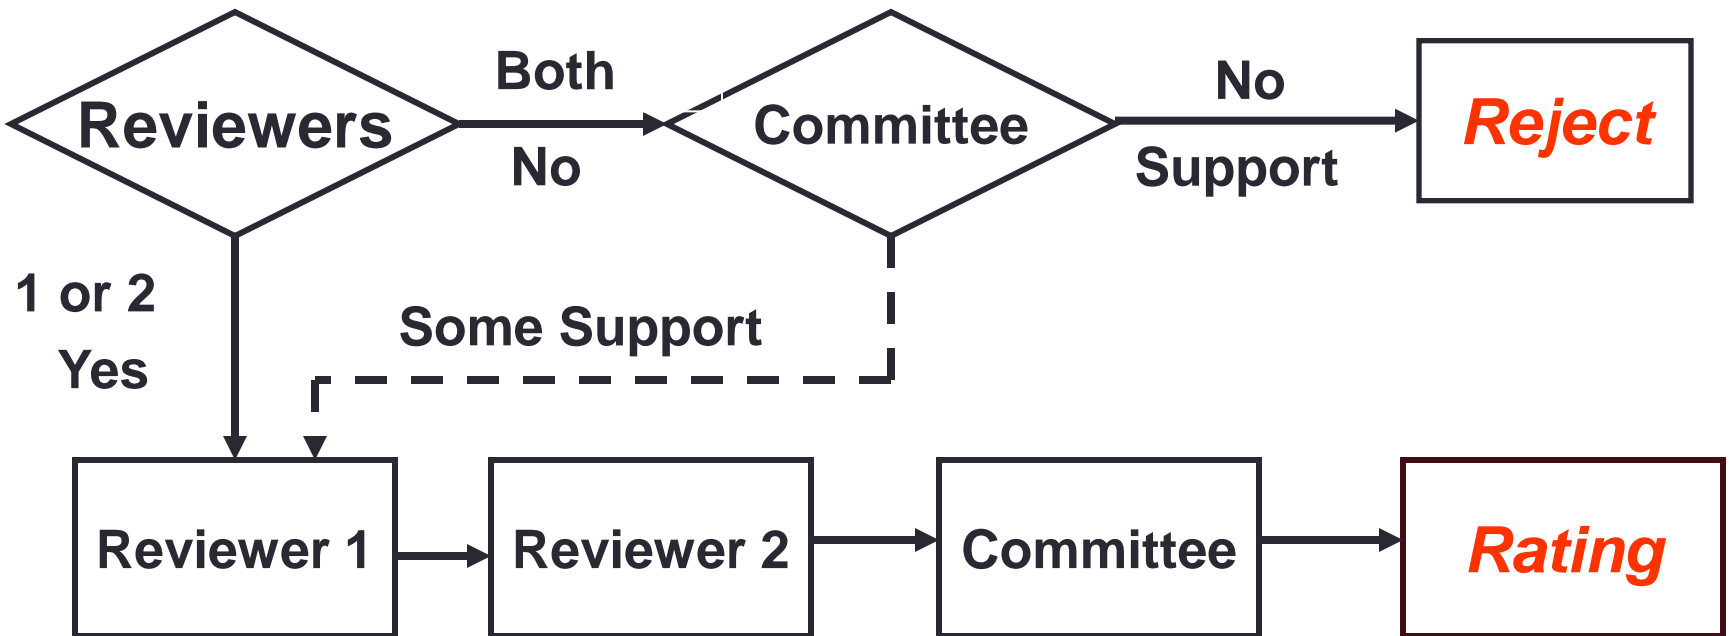 Reviewers
Both
No
Committee
No
Support
Reject
1 or 2
Yes
Some Support
Reviewer 1
Reviewer 2
Committee
Rating